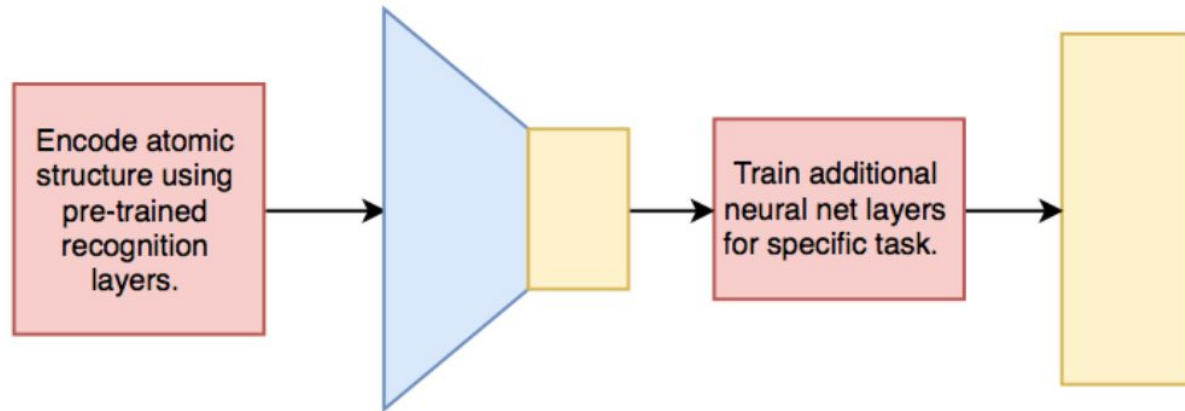 Encode atomic
structure using
pre-trained
recognition
layers.
Train additional
neural net layers
for specific task.